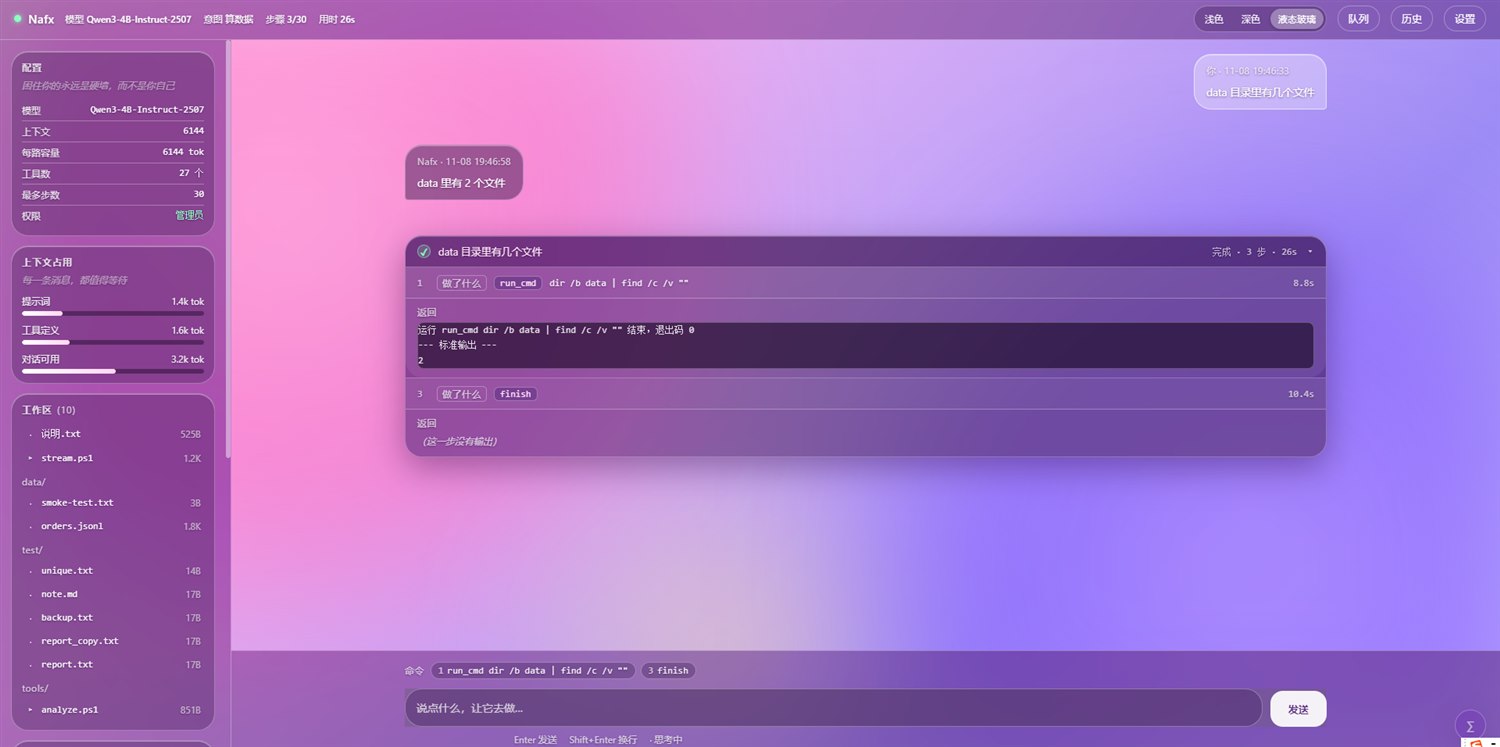 Nafx 模型 Qwen3-4B-Instruct-2507 意图 算数据 步骤 3/30 用时 26s
浅色 深色 液态玻璃 队列 历史 设置
配置
困住你的永远是硬墙，而不是你自己
模型 Qwen3-4B-Instruct-2507
上下文 6144
每路容量 6144 tok
工具数 27 个
最多步数 30
权限 管理员
上下文占用
每一条消息，都值得等待
提示词 1.4k tok
工具定义 1.6k tok
对话可用 3.2k tok
工作区 (10)
· 说明.txt 525B
▸ stream.ps1 1.2K
data/
· smoke-test.txt 3B
· orders.jsonl 1.8K
test/
· unique.txt 14B
· note.md 17B
· backup.txt 17B
· report_copy.txt 17B
· report.txt 17B
tools/
▸ analyze.ps1 851B
你 · 11-08 19:46:33
data 目录里有几个文件
Nafx · 11-08 19:46:58
data 里有 2 个文件
data 目录里有几个文件 完成 · 3 步 · 26s
1 做了什么 run_cmd dir /b data | find /c /v "" 8.8s
返回
运行 run_cmd dir /b data | find /c /v "" 结束，退出码 0
--- 标准输出 ---
2
3 做了什么 finish 10.4s
返回
(这一步没有输出)
命令 1 run_cmd dir /b data | find /c /v "" 3 finish
说点什么，让它去做…
发送
Enter 发送 Shift+Enter 换行 · 思考中
Σ